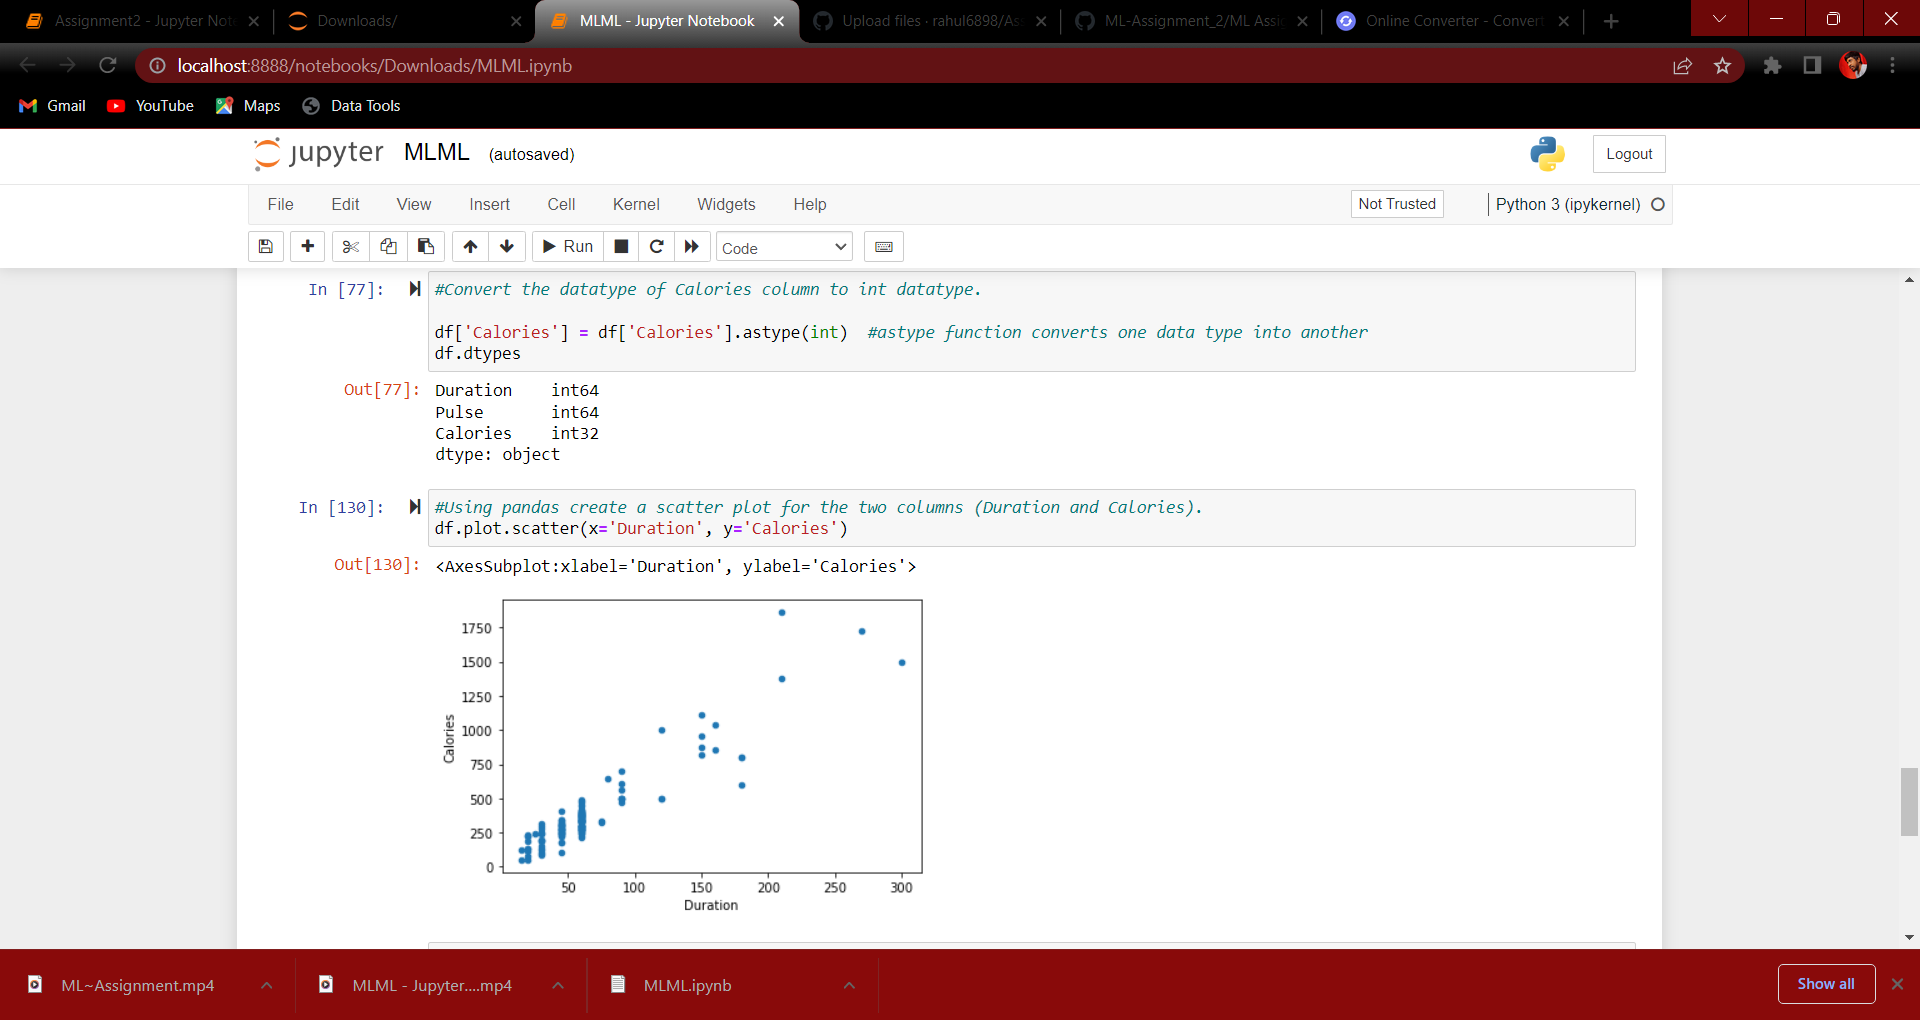 Assignment2 - Jupyter Note
Downloads/
MLML - Jupyter Notebook
Upload files · rahul6898/Ass
ML-Assignment_2/ML Assig
Online Converter - Convert
localhost:8888/notebooks/Downloads/MLML.ipynb
Gmail
YouTube
Maps
Data Tools
jupyter MLML (autosaved)
Logout
File Edit View Insert Cell Kernel Widgets Help
Not Trusted
Python 3 (ipykernel)
Run
Code
In [77]:
#Convert the datatype of Calories column to int datatype.
df['Calories'] = df['Calories'].astype(int)  #astype function converts one data type into another
df.dtypes
Out[77]:
Duration    int64
Pulse       int64
Calories    int32
dtype: object
In [130]:
#Using pandas create a scatter plot for the two columns (Duration and Calories).
df.plot.scatter(x='Duration', y='Calories')
Out[130]:
<AxesSubplot:xlabel='Duration', ylabel='Calories'>
1750
1500
1250
1000
750
500
250
0
Calories
50 100 150 200 250 300
Duration
ML~Assignment.mp4
MLML - Jupyter....mp4
MLML.ipynb
Show all